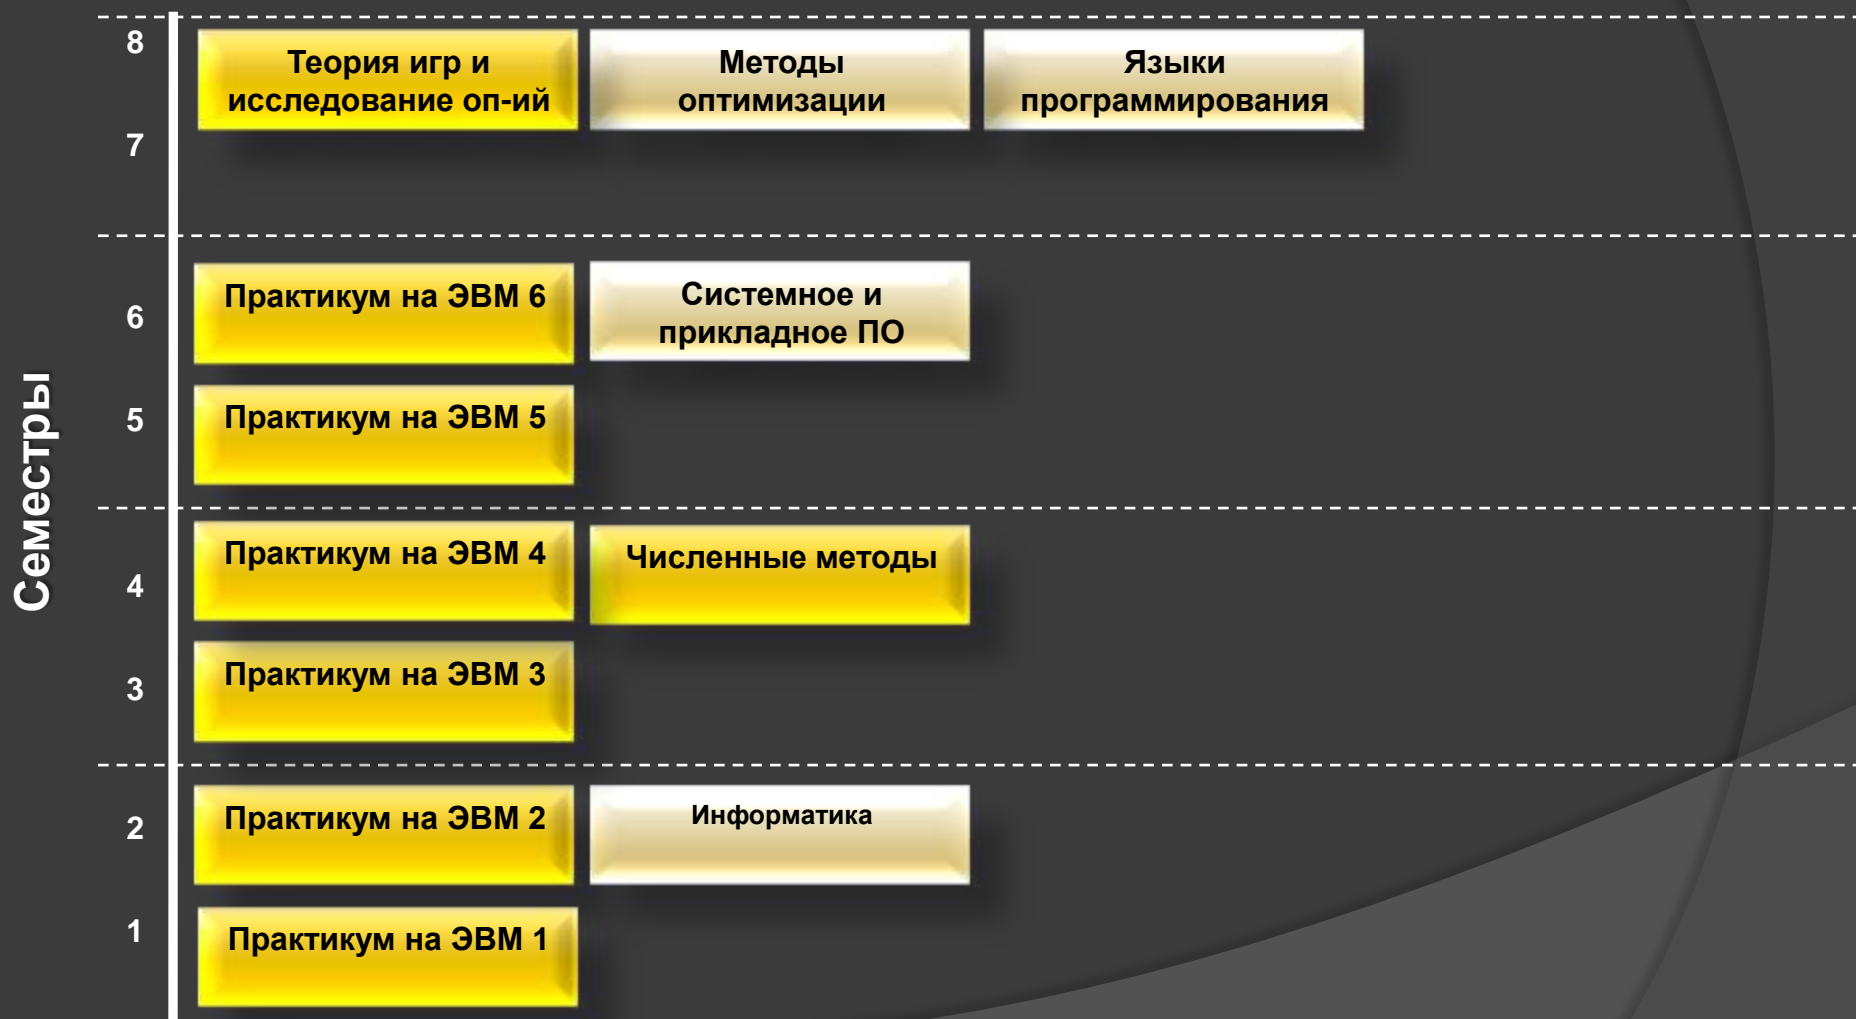 Семестры
8
Теория игр и
исследование оп-ий
Методы
оптимизации
Языки
программирования
7
6
Практикум на ЭВМ 6
Системное и
прикладное ПО
5
Практикум на ЭВМ 5
4
Практикум на ЭВМ 4
Численные методы
3
Практикум на ЭВМ 3
2
Практикум на ЭВМ 2
Информатика
1
Практикум на ЭВМ 1